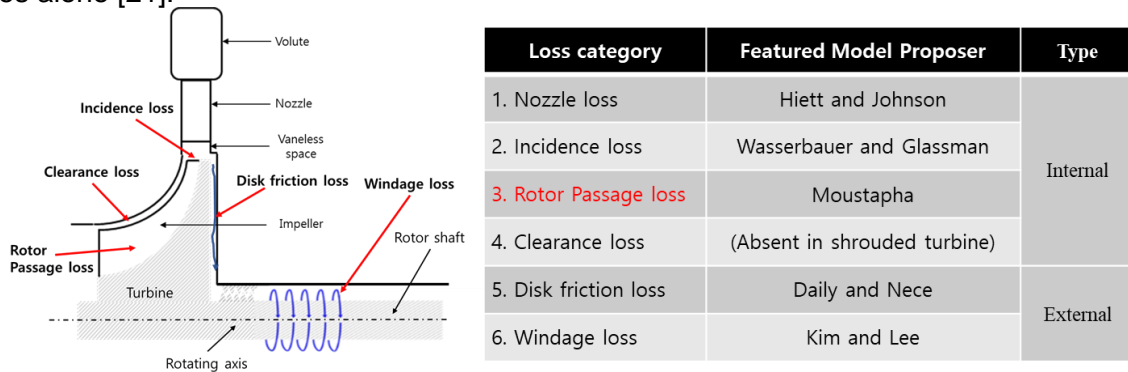 Volute
Nozzle
Incidence loss
Vaneless
space
Clearance loss
Disk friction loss
Windage loss
Impeller
Rotor shaft
Rotor
Passage loss
Turbine
Rotating axis
Loss category Featured Model Proposer Type
1. Nozzle loss Hiett and Johnson
2. Incidence loss Wasserbauer and Glassman
Internal
3. Rotor Passage loss Moustapha
4. Clearance loss (Absent in shrouded turbine)
5. Disk friction loss Daily and Nece
External
6. Windage loss Kim and Lee